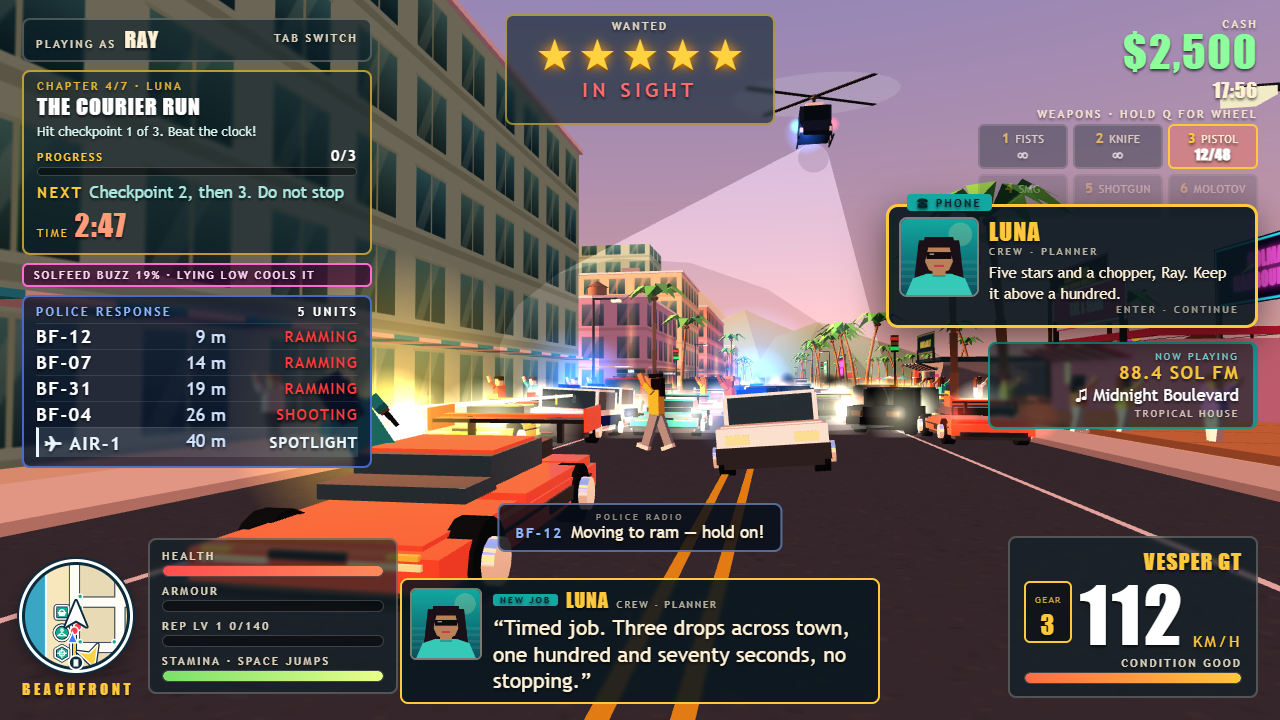 PLAYING AS RAY
TAB SWITCH
CHAPTER 4/7 · LUNA
THE COURIER RUN
Hit checkpoint 1 of 3. Beat the clock!
PROGRESS 0/3
NEXT Checkpoint 2, then 3. Do not stop
TIME 2:47
SOLFEED BUZZ 19% · LYING LOW COOLS IT
POLICE RESPONSE 5 UNITS
BF-12 9 m RAMMING
BF-07 14 m RAMMING
BF-31 19 m RAMMING
BF-04 26 m SHOOTING
AIR-1 40 m SPOTLIGHT
WANTED
IN SIGHT
CASH
$2,500
17:56
WEAPONS · HOLD Q FOR WHEEL
1 FISTS ∞
2 KNIFE ∞
3 PISTOL 12/48
4 SMG
5 SHOTGUN
6 MOLOTOV
PHONE
LUNA
CREW · PLANNER
Five stars and a chopper, Ray. Keep
it above a hundred.
ENTER · CONTINUE
NOW PLAYING
88.4 SOL FM
♫ Midnight Boulevard
TROPICAL HOUSE
POLICE RADIO
BF-12 Moving to ram — hold on!
BEACHFRONT
HEALTH
ARMOUR
REP LV 1 0/140
STAMINA · SPACE JUMPS
NEW JOB LUNA CREW · PLANNER
“Timed job. Three drops across town,
one hundred and seventy seconds, no
stopping.”
VESPER GT
GEAR
3
112 KM/H
CONDITION GOOD